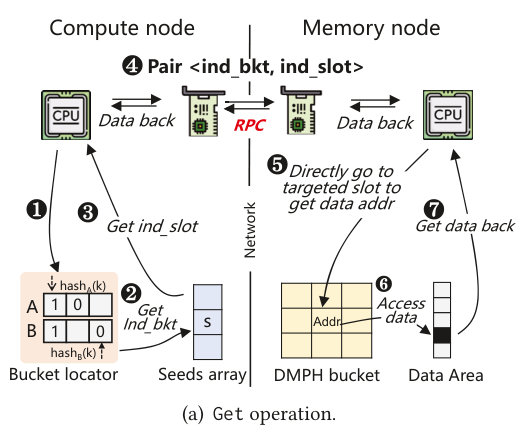 Compute node
Memory node
❹ Pair <ind_bkt, ind_slot>
CPU
Data back
RPC
Data back
CPU
❶
❸
Get ind_slot
❺ Directly go to
targeted slot to
get data addr
❼
Get data back
Network
hashA(k)
A 1 0
B 1 0
hashB(k)
❷
Get
Ind_bkt
S
Addr
❻
Access
data
Bucket locator
Seeds array
DMPH bucket
Data Area
(a) Get operation.